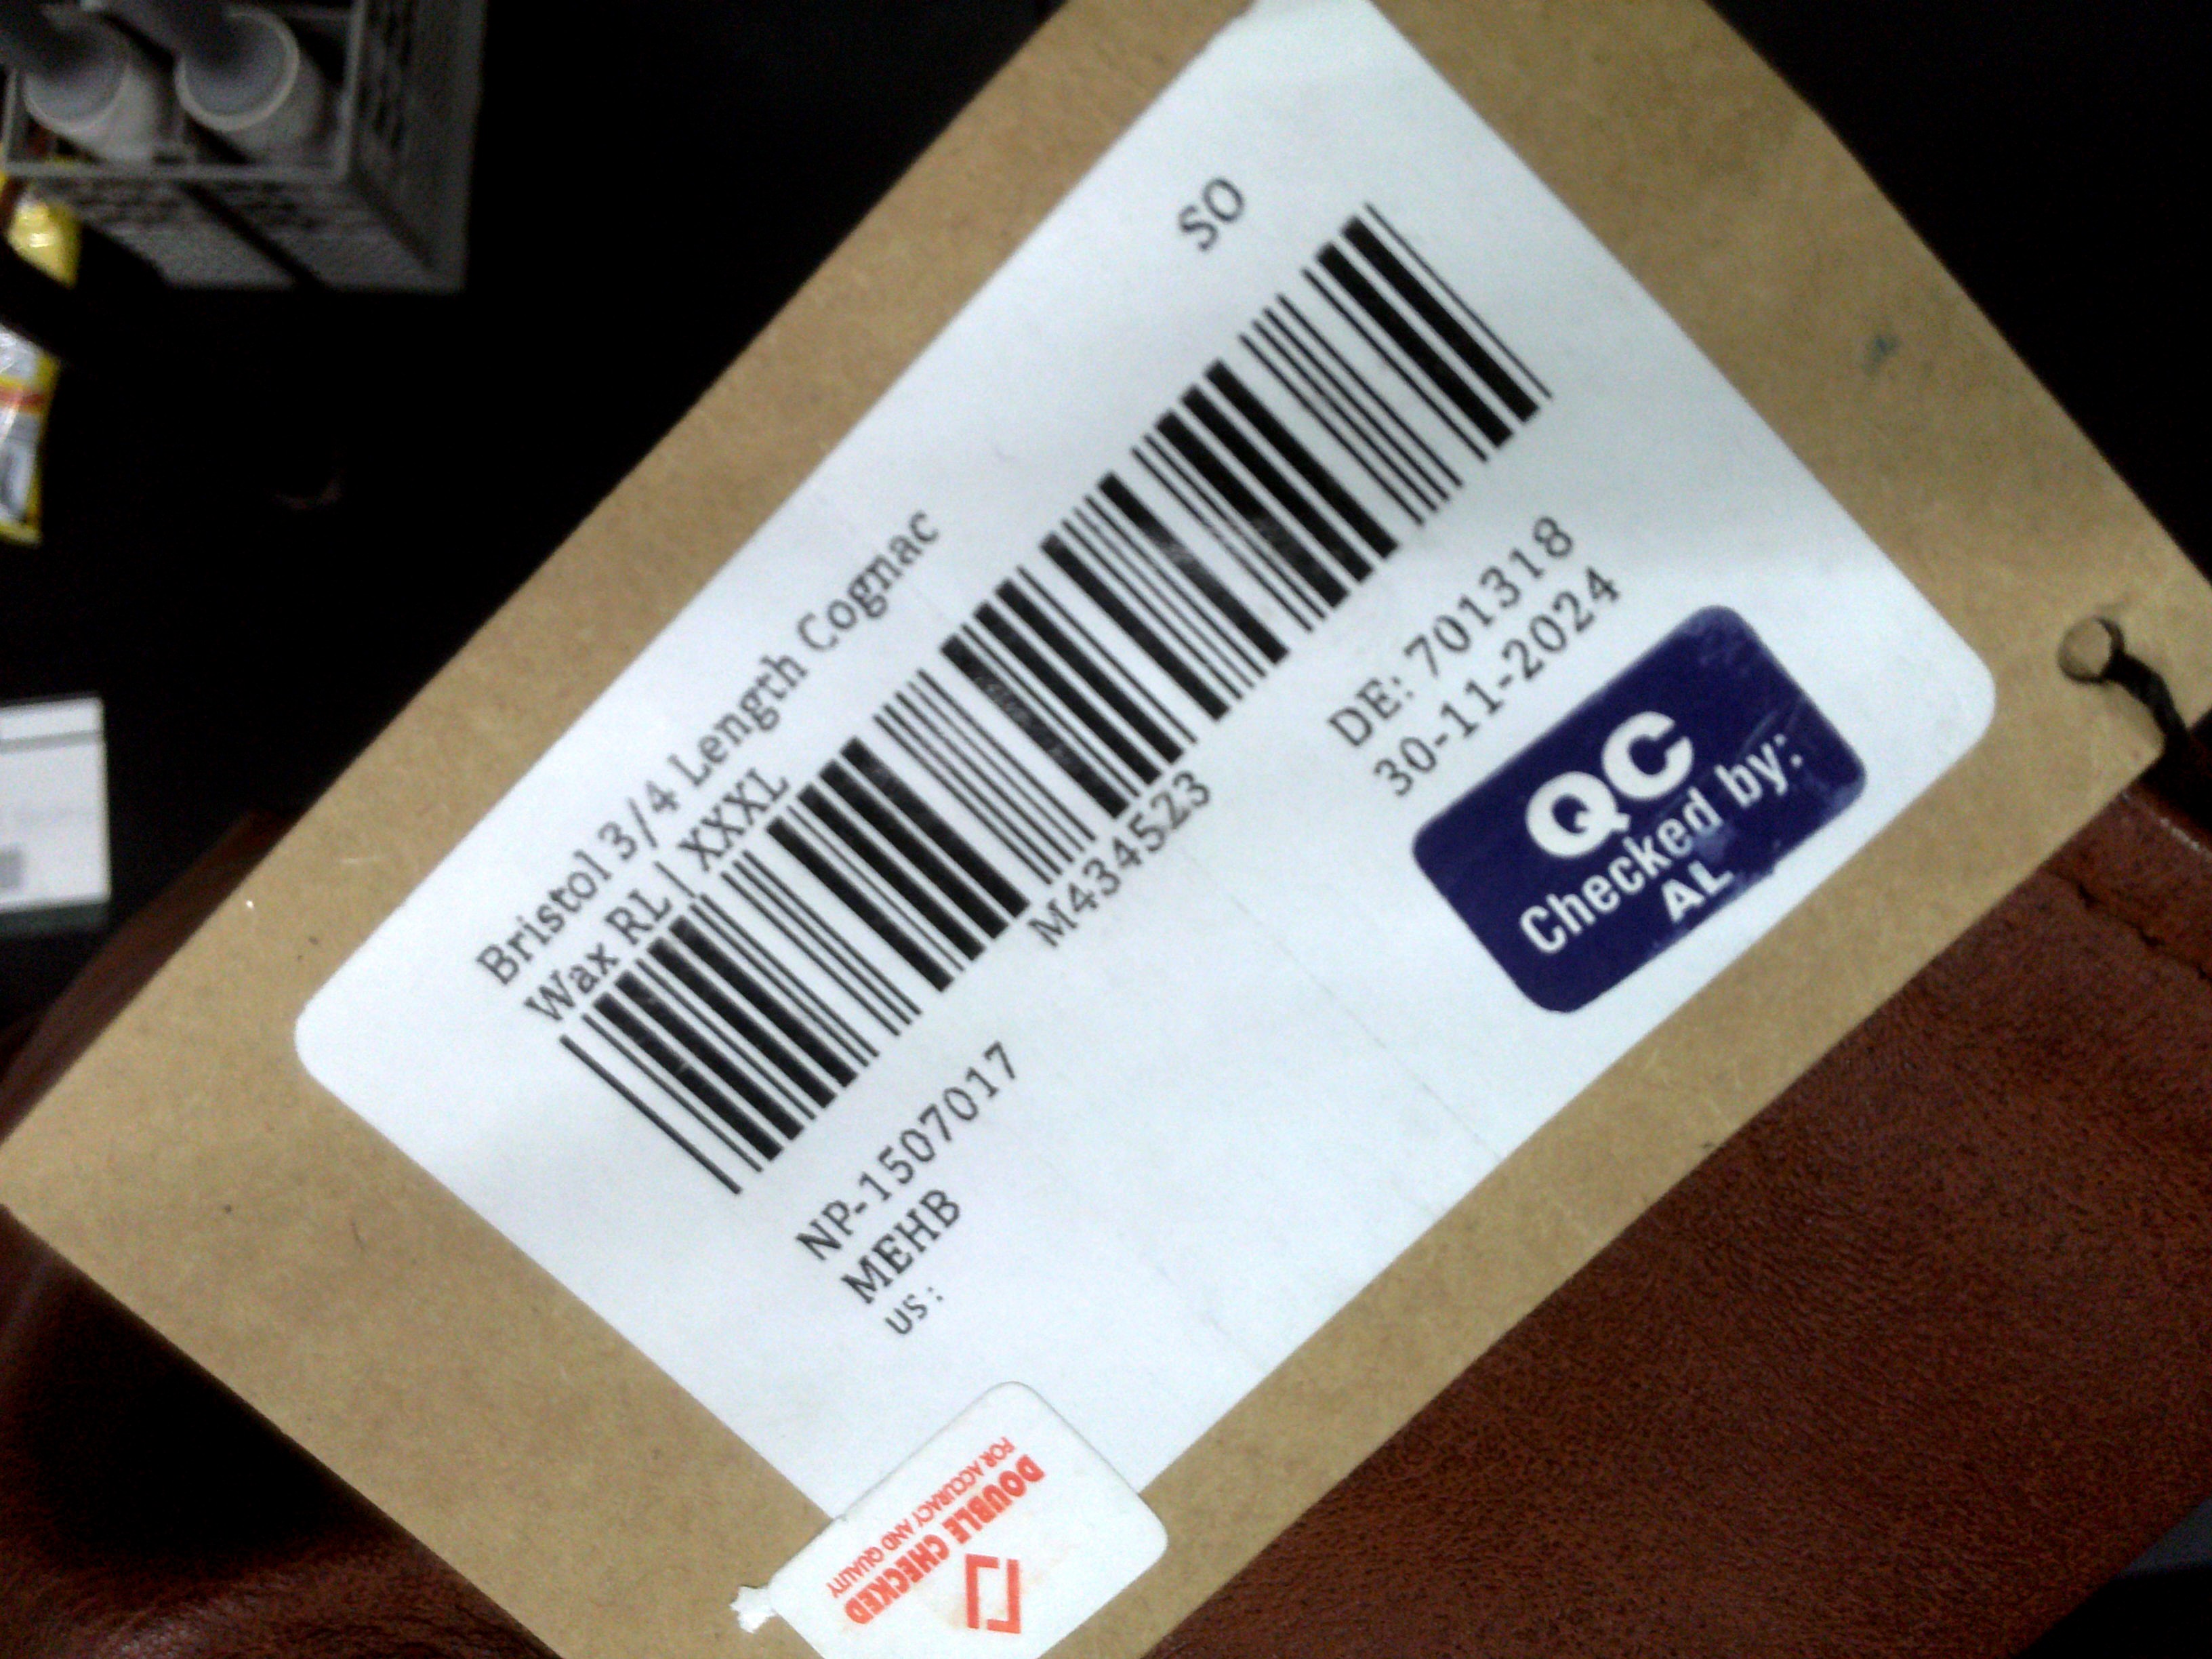 SO
Bristol 3/4 Length Cognac
Wax RL | XXXL
M434523
NP-1507017
MEHB
US:
DE: 701318
30-11-2024
QC
Checked by:
AL
DOUBLE CHECKED
FOR ACCURACY AND QUALITY